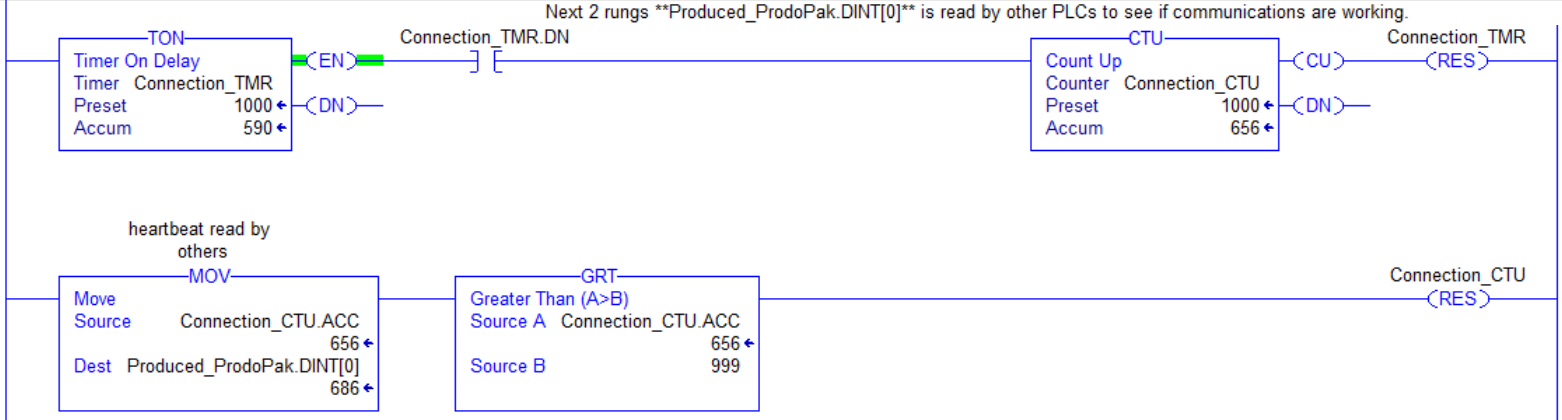 Next 2 rungs **Produced_ProdoPak.DINT[0]** is read by other PLCs to see if communications are working.
TON
Timer On Delay
Timer Connection_TMR
Preset 1000
Accum 590
EN
DN
Connection_TMR.DN
CTU
Count Up
Counter Connection_CTU
Preset 1000
Accum 656
CU
DN
Connection_TMR
RES
heartbeat read by
others
MOV
Move
Source Connection_CTU.ACC
656
Dest Produced_ProdoPak.DINT[0]
686
GRT
Greater Than (A>B)
Source A Connection_CTU.ACC
656
Source B 999
Connection_CTU
RES